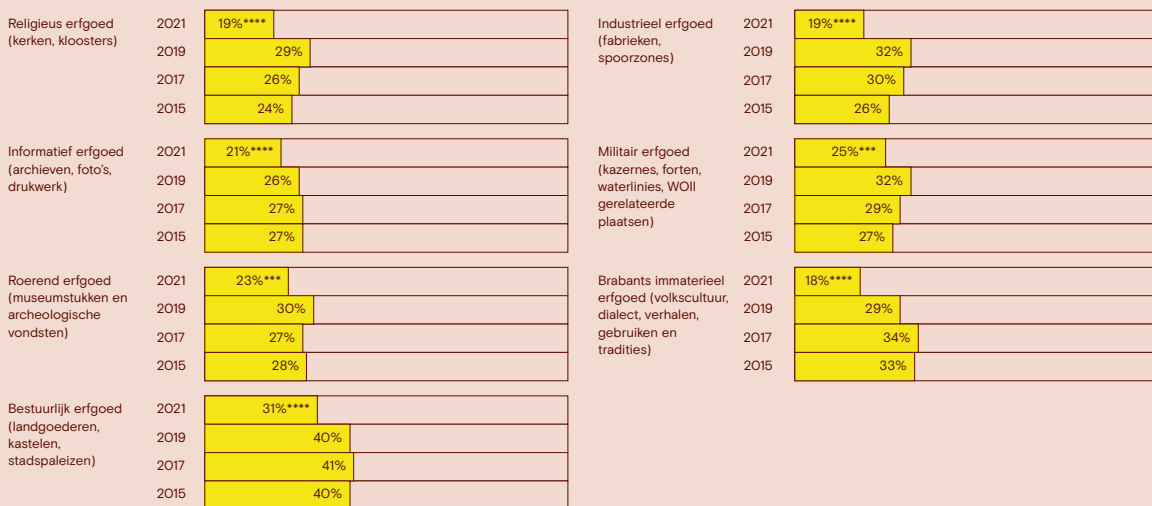 Religieus erfgoed
(kerken, kloosters)
2021 19%****
2019 29%
2017 26%
2015 24%
Informatief erfgoed
(archieven, foto's,
drukwerk)
2021 21%****
2019 26%
2017 27%
2015 27%
Roerend erfgoed
(museumstukken en
archeologische
vondsten)
2021 23%***
2019 30%
2017 27%
2015 28%
Bestuurlijk erfgoed
(landgoederen,
kastelen,
stadspaleizen)
2021 31%****
2019 40%
2017 41%
2015 40%
Industrieel erfgoed
(fabrieken,
spoorzones)
2021 19%****
2019 32%
2017 30%
2015 26%
Militair erfgoed
(kazernes, forten,
waterlinies, WOII
gerelateerde
plaatsen)
2021 25%***
2019 32%
2017 29%
2015 27%
Brabants immaterieel
erfgoed (volkscultuur,
dialect, verhalen,
gebruiken en
tradities)
2021 18%****
2019 29%
2017 34%
2015 33%